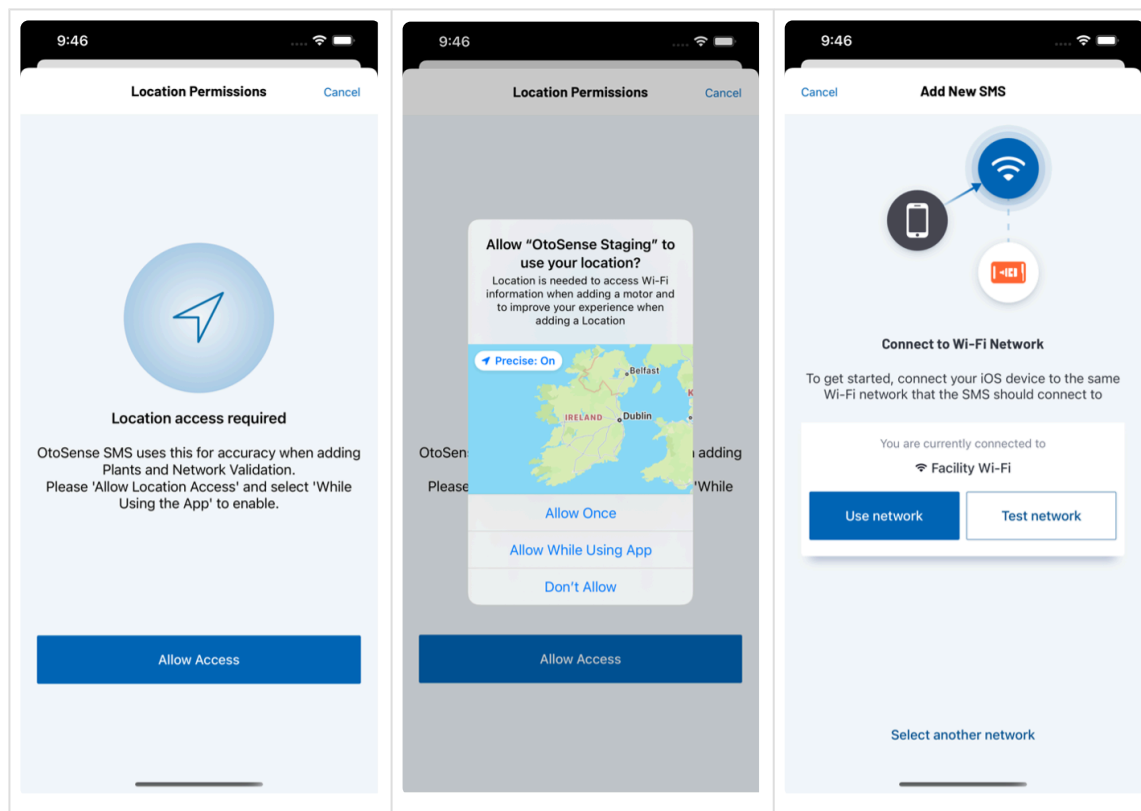 9:46
Location Permissions
Cancel
Location access required
OtoSense SMS uses this for accuracy when adding
Plants and Network Validation.
Please 'Allow Location Access' and select 'While
Using the App' to enable.
Allow Access
9:46
Location Permissions
Cancel
Allow “OtoSense Staging” to
use your location?
Location is needed to access Wi-Fi
information when adding a motor and
to improve your experience when
adding a Location
Precise: On
Belfast
IRELAND
Dublin
OtoSen
adding
Please
'While
Allow Once
Allow While Using App
Don’t Allow
Allow Access
9:46
Cancel
Add New SMS
Connect to Wi-Fi Network
To get started, connect your iOS device to the same
Wi-Fi network that the SMS should connect to
You are currently connected to
Facility Wi-Fi
Use network
Test network
Select another network